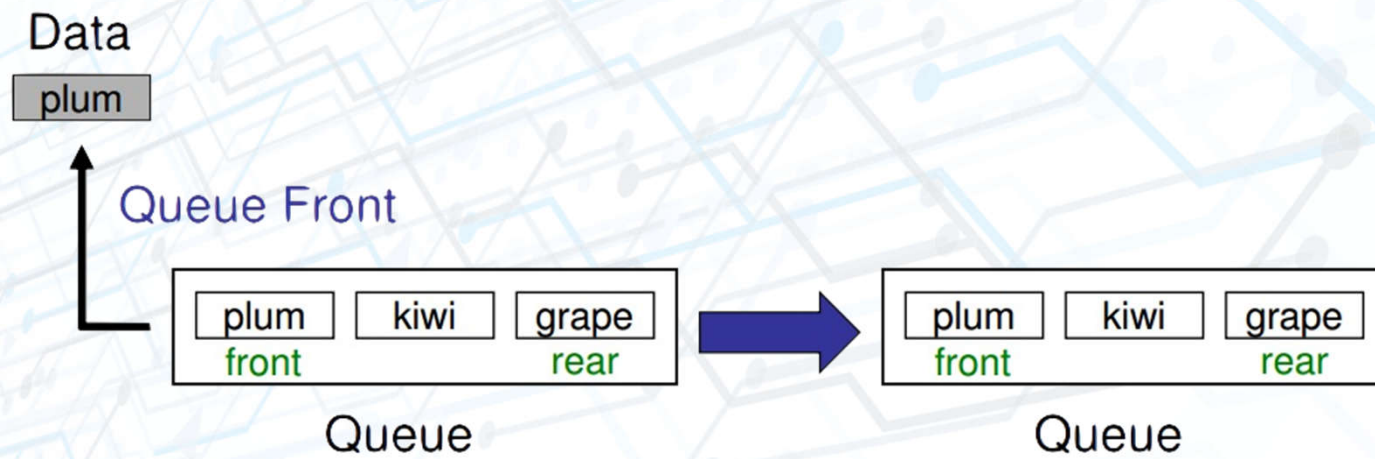 Data
plum
Queue Front
plum kiwi grape
front rear
Queue
plum kiwi grape
front rear
Queue